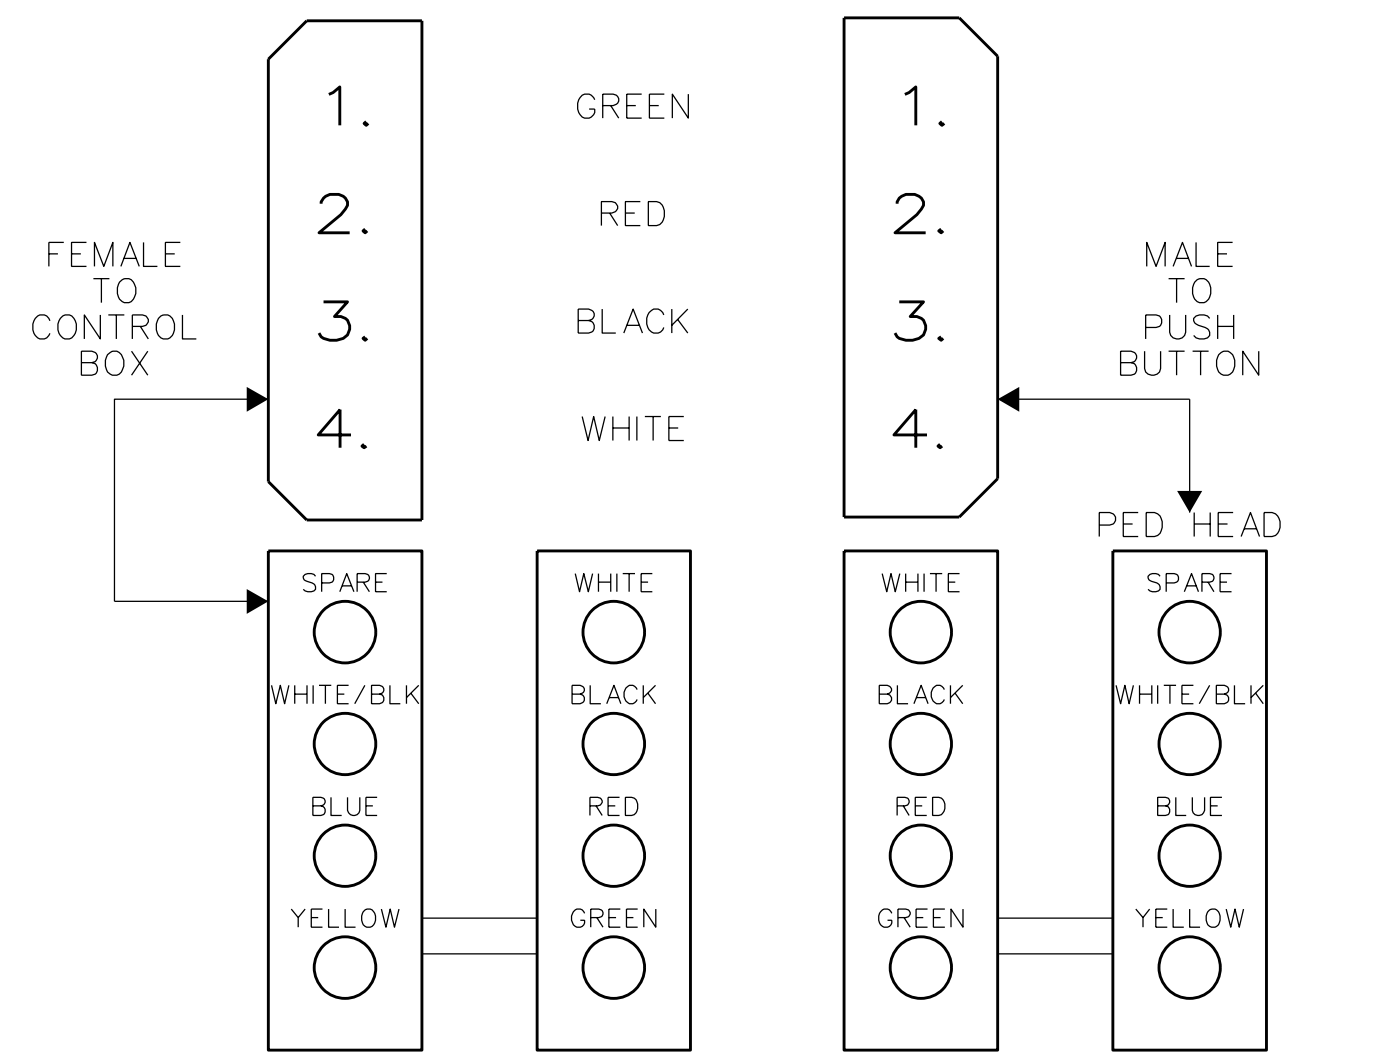 1. GREEN 1.
2. RED 2.
3. BLACK 3.
4. WHITE 4.
FEMALE
TO
CONTROL
BOX
MALE
TO
PUSH
BUTTON
PED HEAD
SPARE WHITE WHITE SPARE
WHITE/BLK BLACK BLACK WHITE/BLK
BLUE RED RED BLUE
YELLOW GREEN GREEN YELLOW